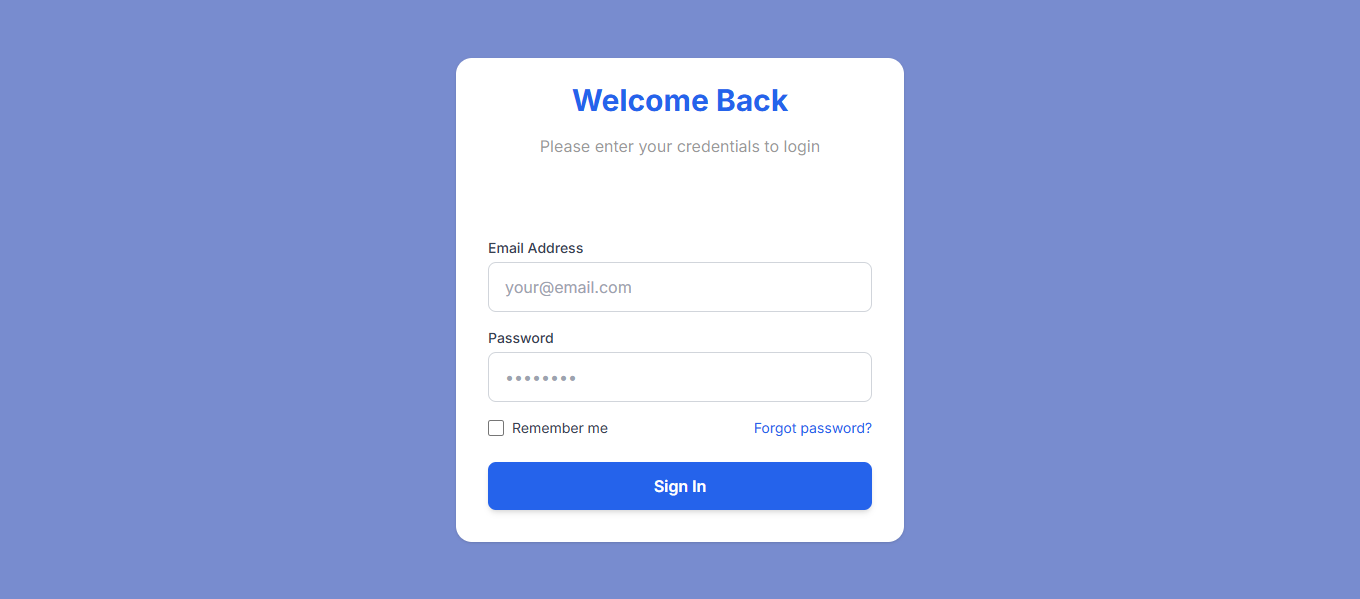 Welcome Back
Please enter your credentials to login
Email Address
your@email.com
Password
••••••••
Remember me
Forgot password?
Sign In